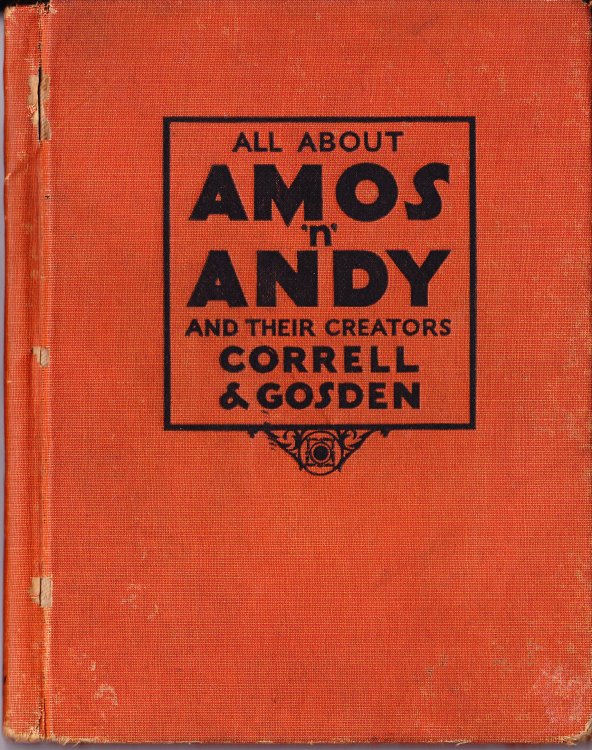 ALL ABOUT
AMOS
'n'
ANDY
AND THEIR CREATORS
CORRELL
& GOSDEN